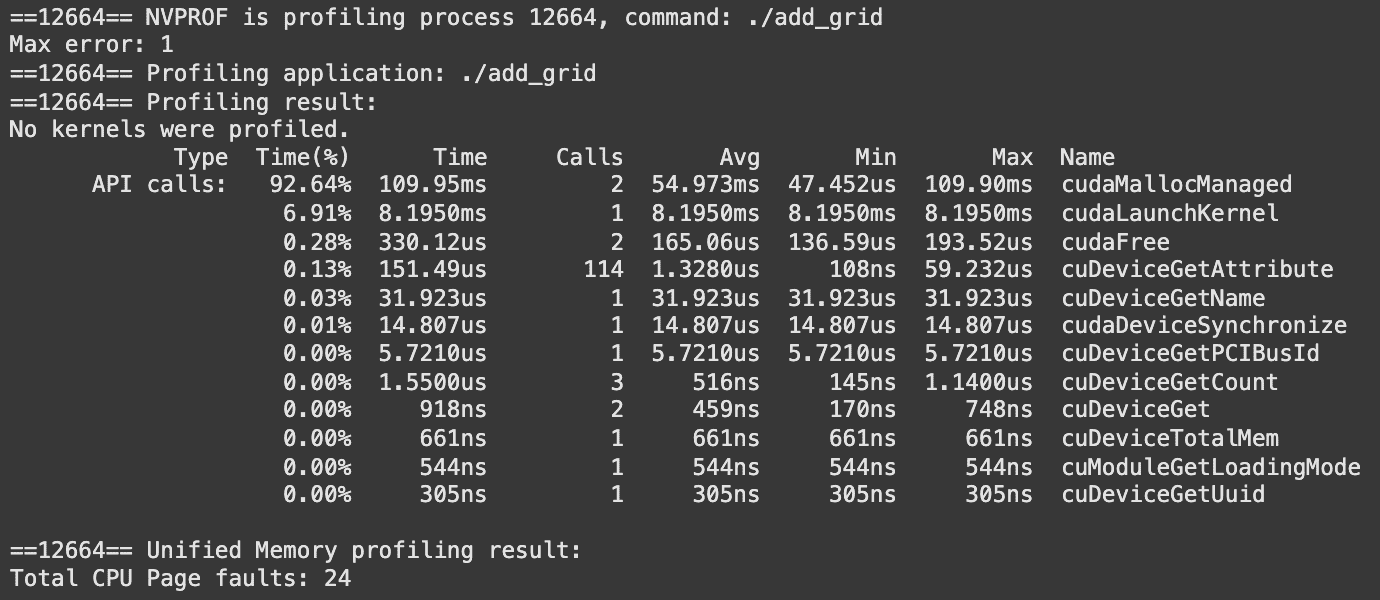 ==12664== NVPROF is profiling process 12664, command: ./add_grid
Max error: 1
==12664== Profiling application: ./add_grid
==12664== Profiling result:
No kernels were profiled.
            Type  Time(%)      Time     Calls       Avg       Min       Max  Name
      API calls:   92.64%  109.95ms         2  54.973ms  47.452us  109.90ms  cudaMallocManaged
                    6.91%  8.1950ms         1  8.1950ms  8.1950ms  8.1950ms  cudaLaunchKernel
                    0.28%  330.12us         2  165.06us  136.59us  193.52us  cudaFree
                    0.13%  151.49us       114  1.3280us     108ns  59.232us  cuDeviceGetAttribute
                    0.03%  31.923us         1  31.923us  31.923us  31.923us  cuDeviceGetName
                    0.01%  14.807us         1  14.807us  14.807us  14.807us  cudaDeviceSynchronize
                    0.00%  5.7210us         1  5.7210us  5.7210us  5.7210us  cuDeviceGetPCIBusId
                    0.00%  1.5500us         3     516ns     145ns  1.1400us  cuDeviceGetCount
                    0.00%     918ns         2     459ns     170ns     748ns  cuDeviceGet
                    0.00%     661ns         1     661ns     661ns     661ns  cuDeviceTotalMem
                    0.00%     544ns         1     544ns     544ns     544ns  cuModuleGetLoadingMode
                    0.00%     305ns         1     305ns     305ns     305ns  cuDeviceGetUuid

==12664== Unified Memory profiling result:
Total CPU Page faults: 24